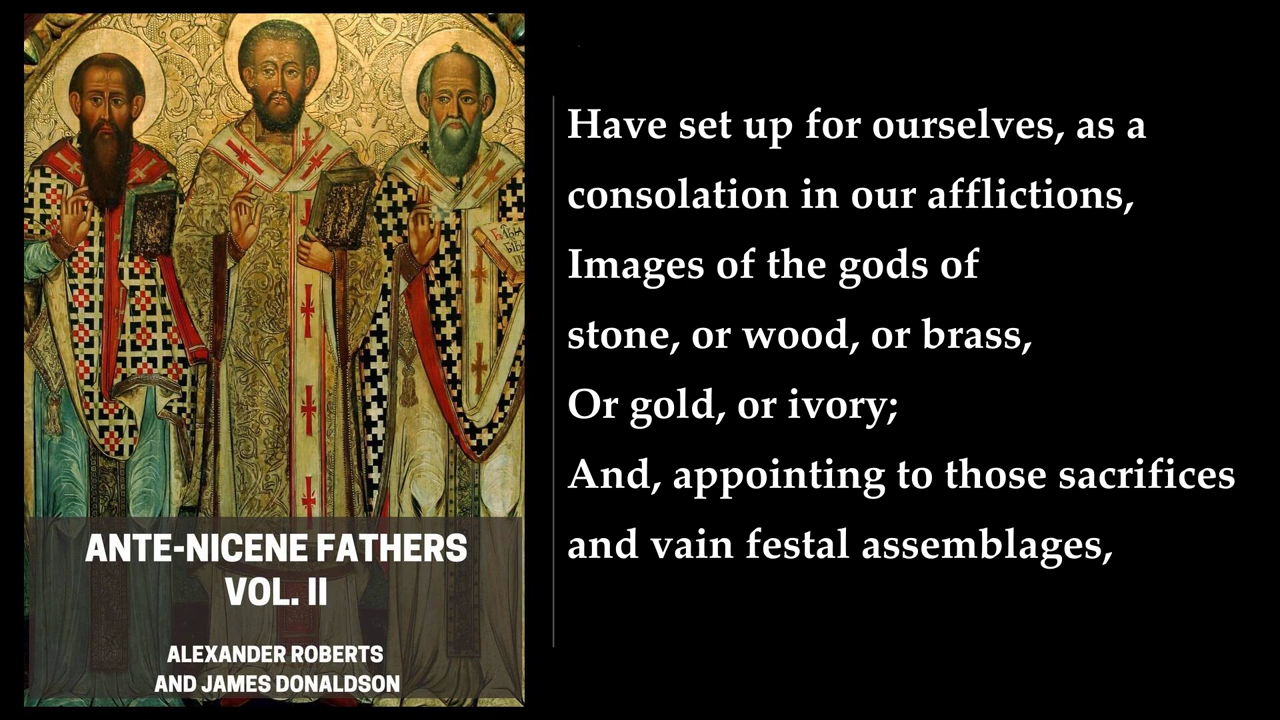 ANTE-NICENE FATHERS
VOL. II
ALEXANDER ROBERTS
AND JAMES DONALDSON
Have set up for ourselves, as a
consolation in our afflictions,
Images of the gods of
stone, or wood, or brass,
Or gold, or ivory;
And, appointing to those sacrifices
and vain festal assemblages,